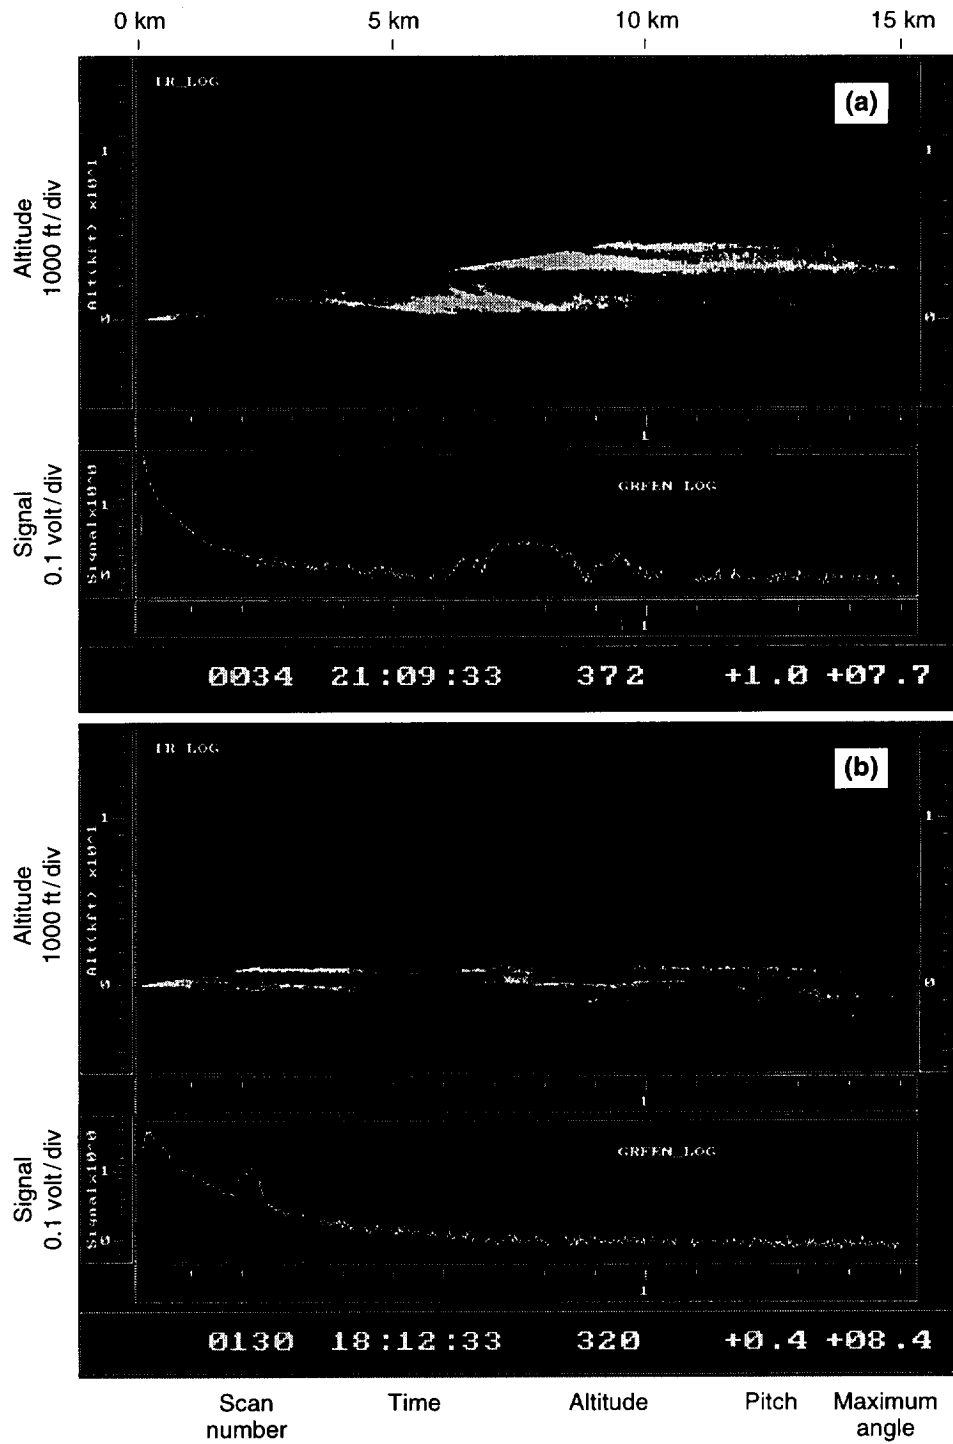 0 km 5 km 10 km 15 km
IR_LOG
(a)
Altitude
1000 ft/div
Alt(kft) x10^1
1
0
1
0
1
Signal
0.1 volt/div
Signalx10^0
1
0
GREEN_LOG
1
0034 21:09:33 372 +1.0 +07.7
IR_LOG
(b)
Altitude
1000 ft/div
Alt(kft) x10^1
1
0
1
0
1
Signal
0.1 volt/div
Signalx10^0
1
0
GREEN_LOG
1
0130 18:12:33 320 +0.4 +08.4
Scan number Time Altitude Pitch Maximum angle